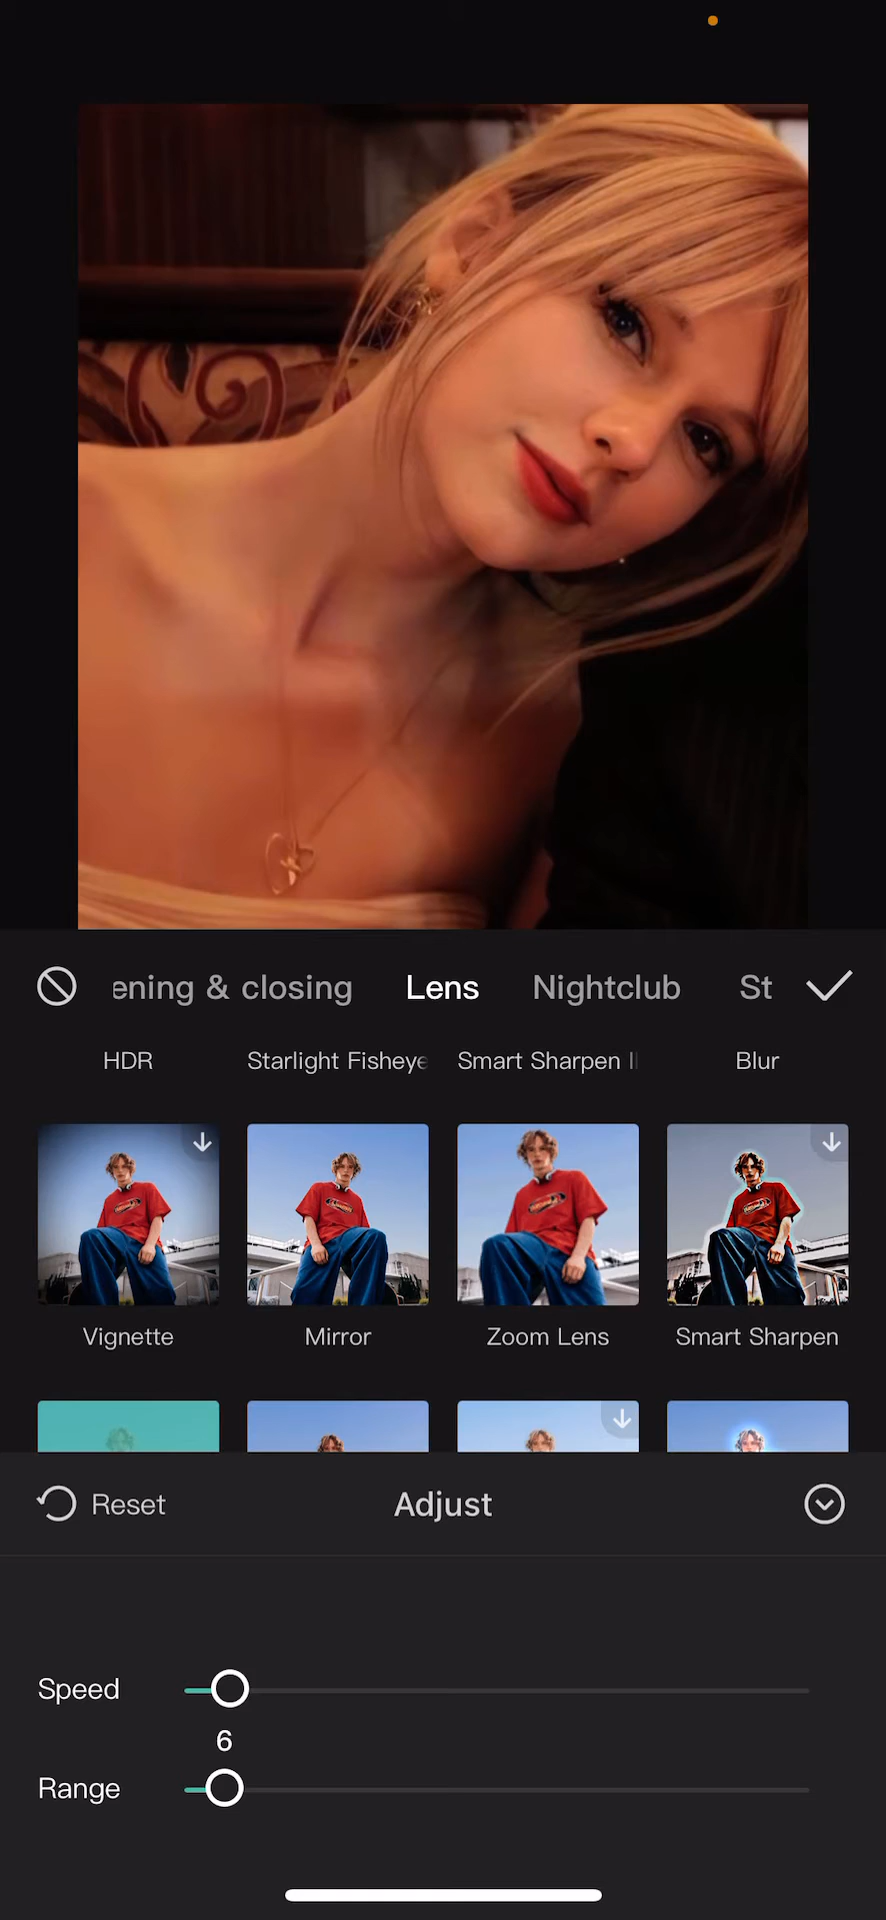 ening & closing Lens Nightclub St
HDR Starlight Fisheye Smart Sharpen II Blur
Vignette Mirror Zoom Lens Smart Sharpen
Reset Adjust
Speed
6
Range